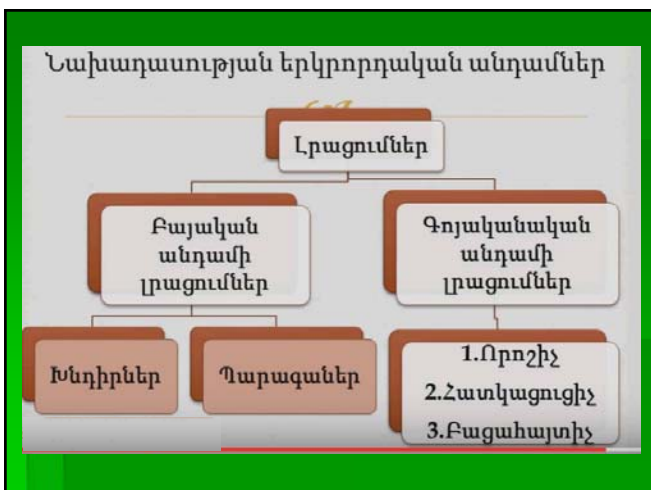 Նախադասության երկրորդական անդամներ
Լրացումներ
Բայական
անդամի
լրացումներ
Գոյականական
անդամի
լրացումներ
Խնդիրներ
Պարագաներ
1.Որոշիչ
2.Հատկացուցիչ
3.Բացահայտիչ